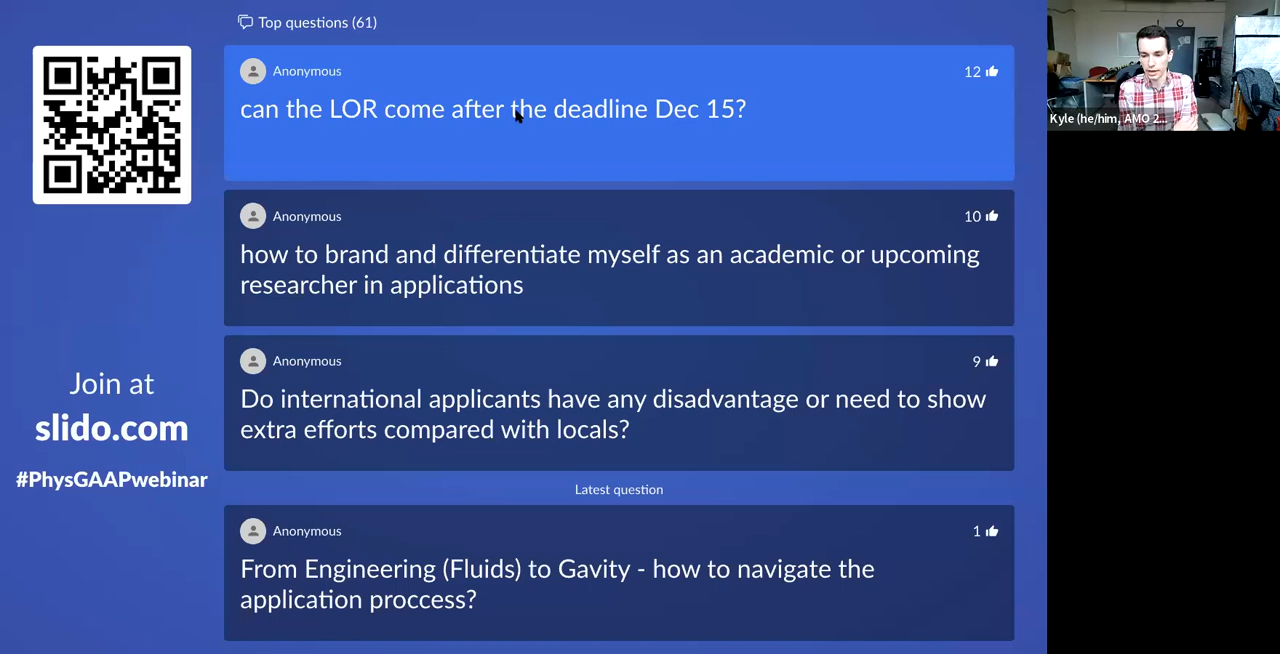 Top questions (61)
Anonymous
12
can the LOR come after the deadline Dec 15?
Anonymous
10
how to brand and differentiate myself as an academic or upcoming
researcher in applications
Anonymous
9
Do international applicants have any disadvantage or need to show
extra efforts compared with locals?
Latest question
Anonymous
1
From Engineering (Fluids) to Gavity - how to navigate the
application proccess?
Join at
slido.com
#PhysGAAPwebinar
Kyle (he/him, AMO 2...